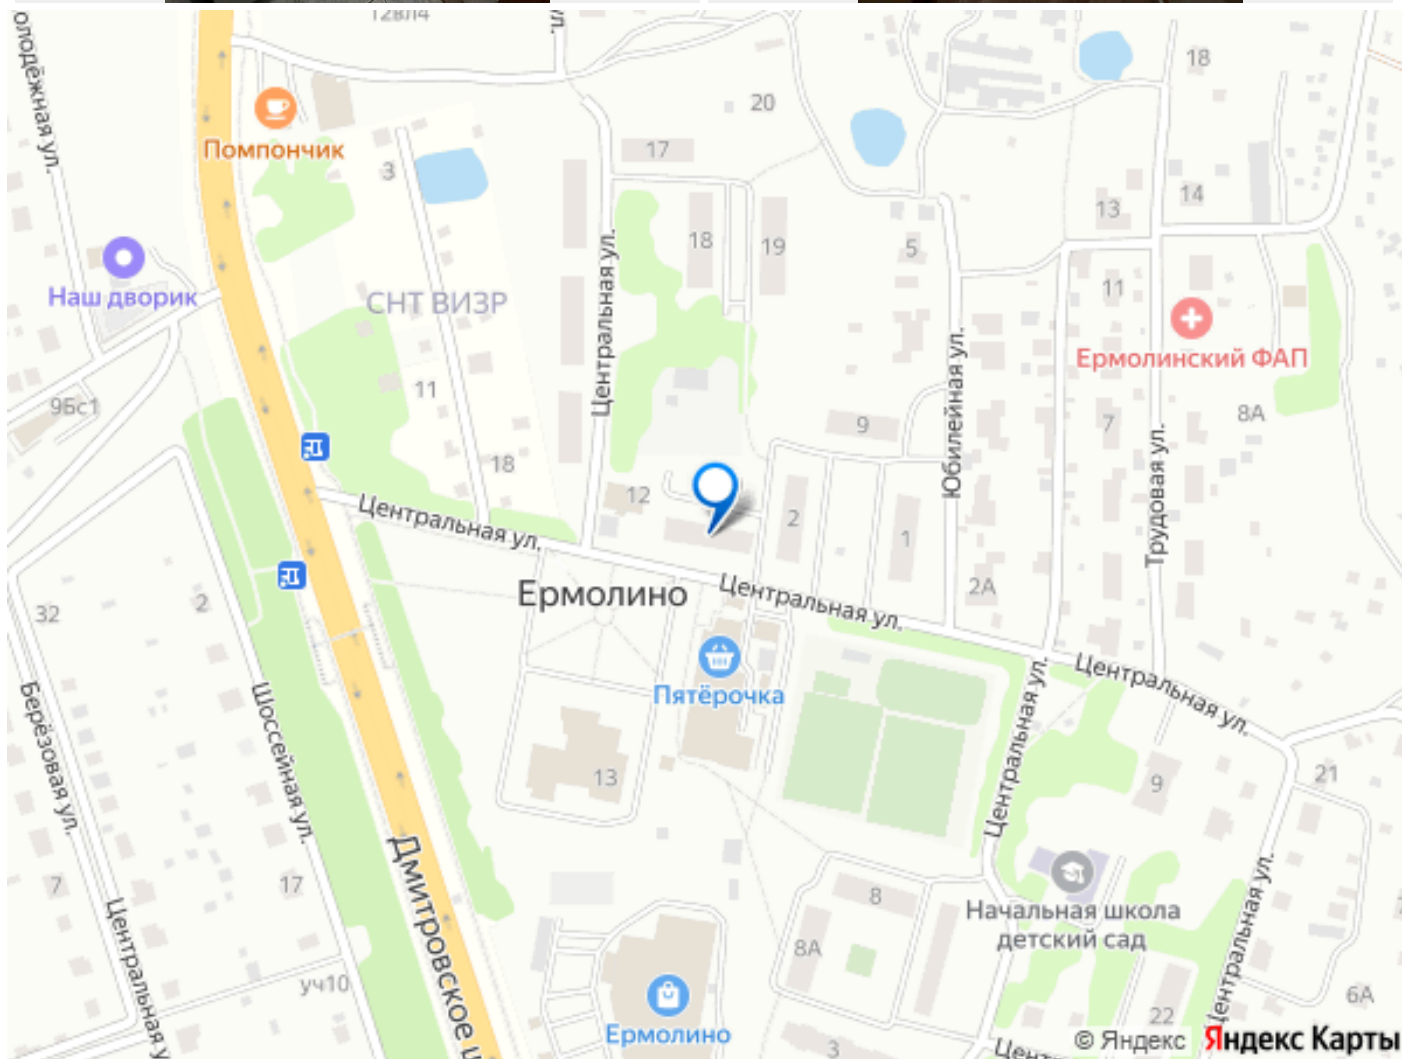 12вл4
ул.
олодёжная ул.
18
20
Помпончик
17
3
14
13
18
19
5
Наш дворик
СНТ ВИЗР
Центральная ул.
11
Ермолинский ФАП
Юбилейная ул.
11
9Бс1
9
7
8А
Трудовая ул.
18
12
Центральная ул.
2
1
2А
Ермолино
Центральная ул.
32
2
Пятёрочка
Центральная ул.
Берёзовая ул.
Шоссейная ул.
Центральная ул.
13
9
21
Дмитровское ш
7
17
8
Начальная школа
детский сад
Центральная ул.
8А
Центральная у
уч10
6А
Ермолино
22
3
Цент
© Яндекс Яндекс Карты